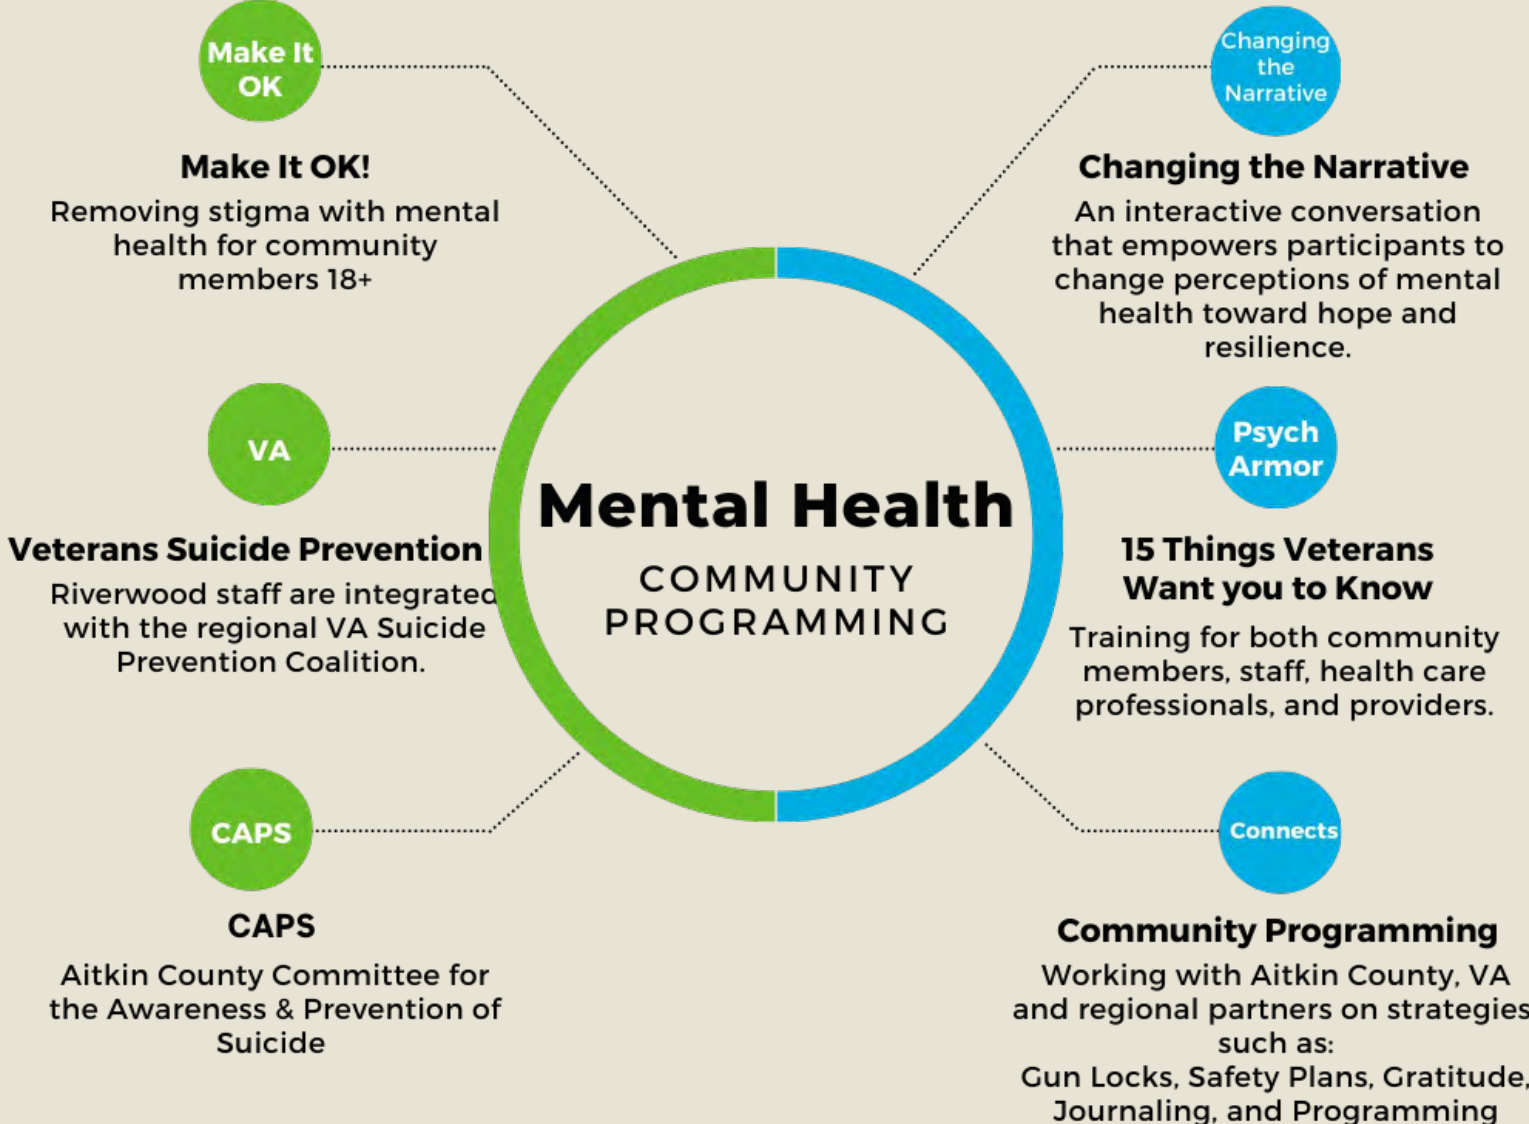 Make It
OK
Make It OK!
Removing stigma with mental
health for community
members 18+
VA
Veterans Suicide Prevention
Riverwood staff are integrated
with the regional VA Suicide
Prevention Coalition.
CAPS
CAPS
Aitkin County Committee for
the Awareness & Prevention of
Suicide
Mental Health
COMMUNITY
PROGRAMMING
Changing
the
Narrative
Changing the Narrative
An interactive conversation
that empowers participants to
change perceptions of mental
health toward hope and
resilience.
Psych
Armor
15 Things Veterans
Want you to Know
Training for both community
members, staff, health care
professionals, and providers.
Connects
Community Programming
Working with Aitkin County, VA
and regional partners on strategies
such as:
Gun Locks, Safety Plans, Gratitude,
Journaling, and Programming